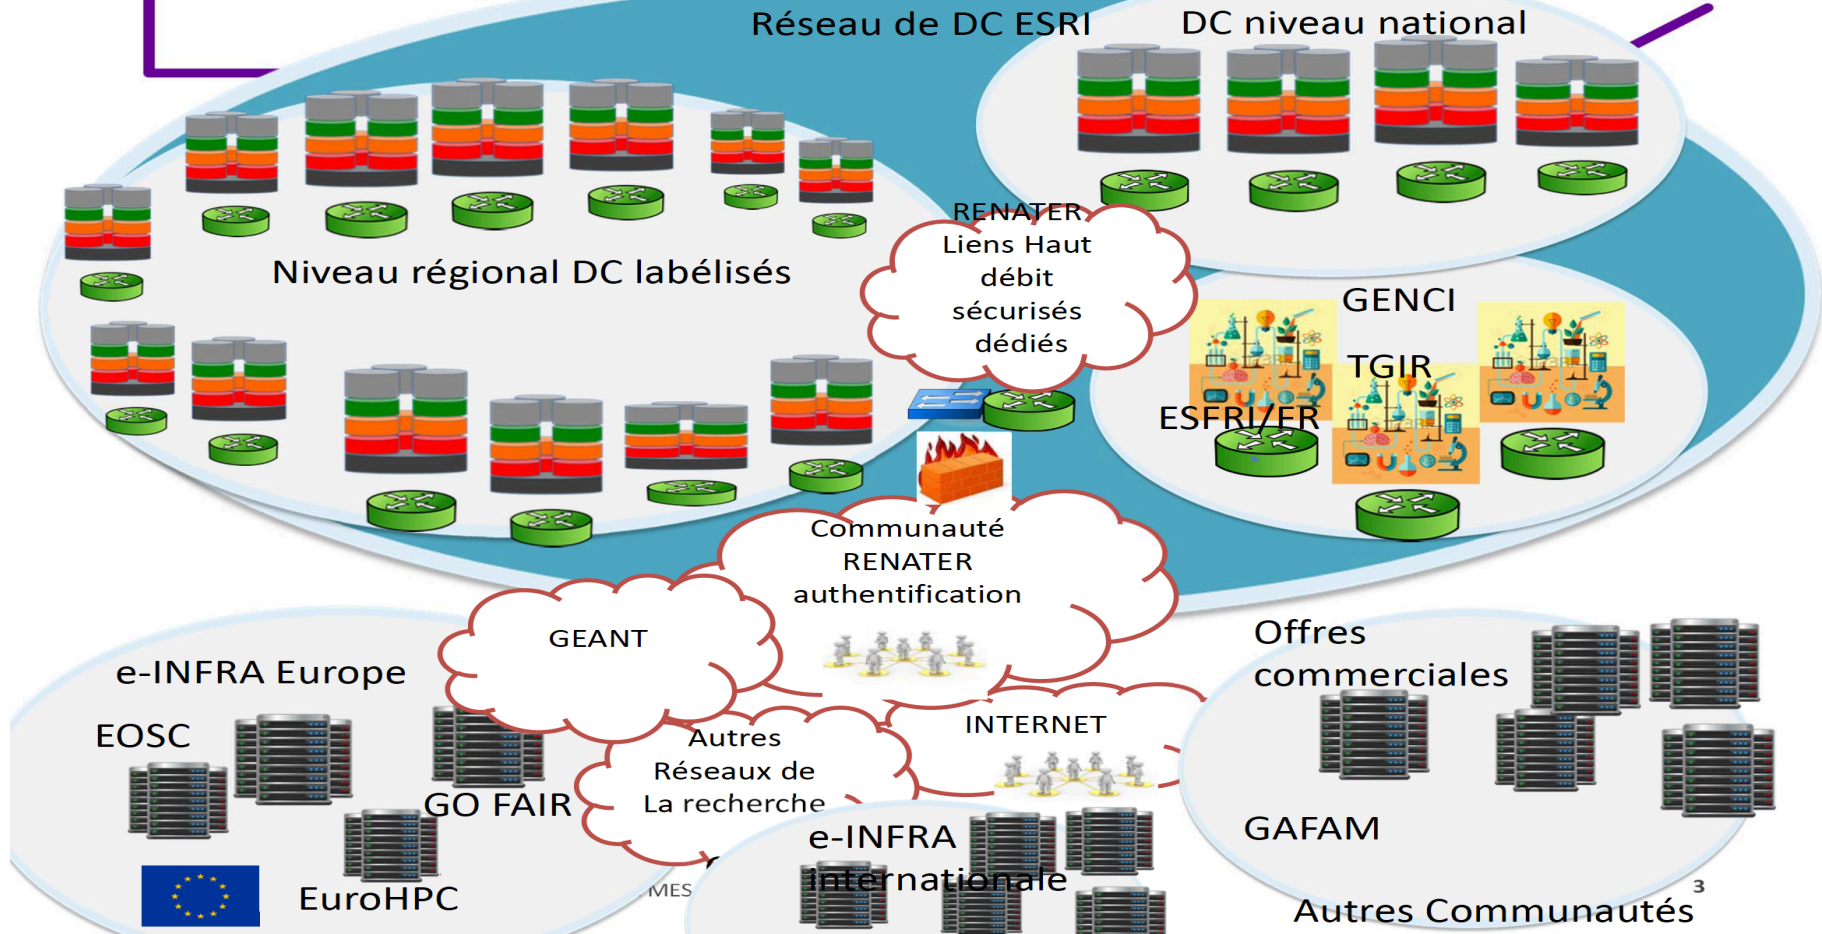 Réseau de DC ESRI
DC niveau national
Niveau régional DC labélisés
RENATER
Liens Haut
débit
sécurisés
dédiés
GENCI
TGIR
ESFRI/FR
Communauté
RENATER
authentification
GEANT
e-INFRA Europe
EOSC
GO FAIR
EuroHPC
Autres
Réseaux de
La recherche
INTERNET
Offres
commerciales
GAFAM
Autres Communautés
e-INFRA
internationale
MES
3